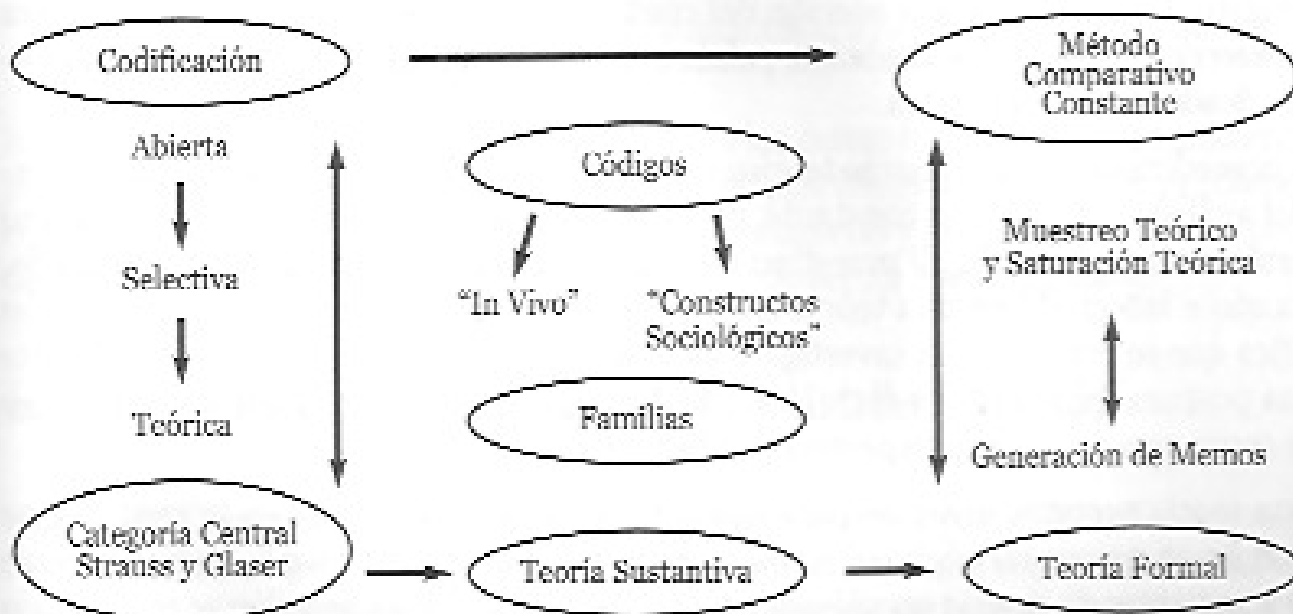 Codificación
Método
Comparativo
Constante
Abierta
Códigos
Selectiva
Muestreo Teórico
y Saturación Teórica
"In Vivo"
"Constructos
Sociológicos"
Teórica
Familias
Generación de Memos
Categoría Central
Strauss y Glaser
Teoría Sustantiva
Teoría Formal